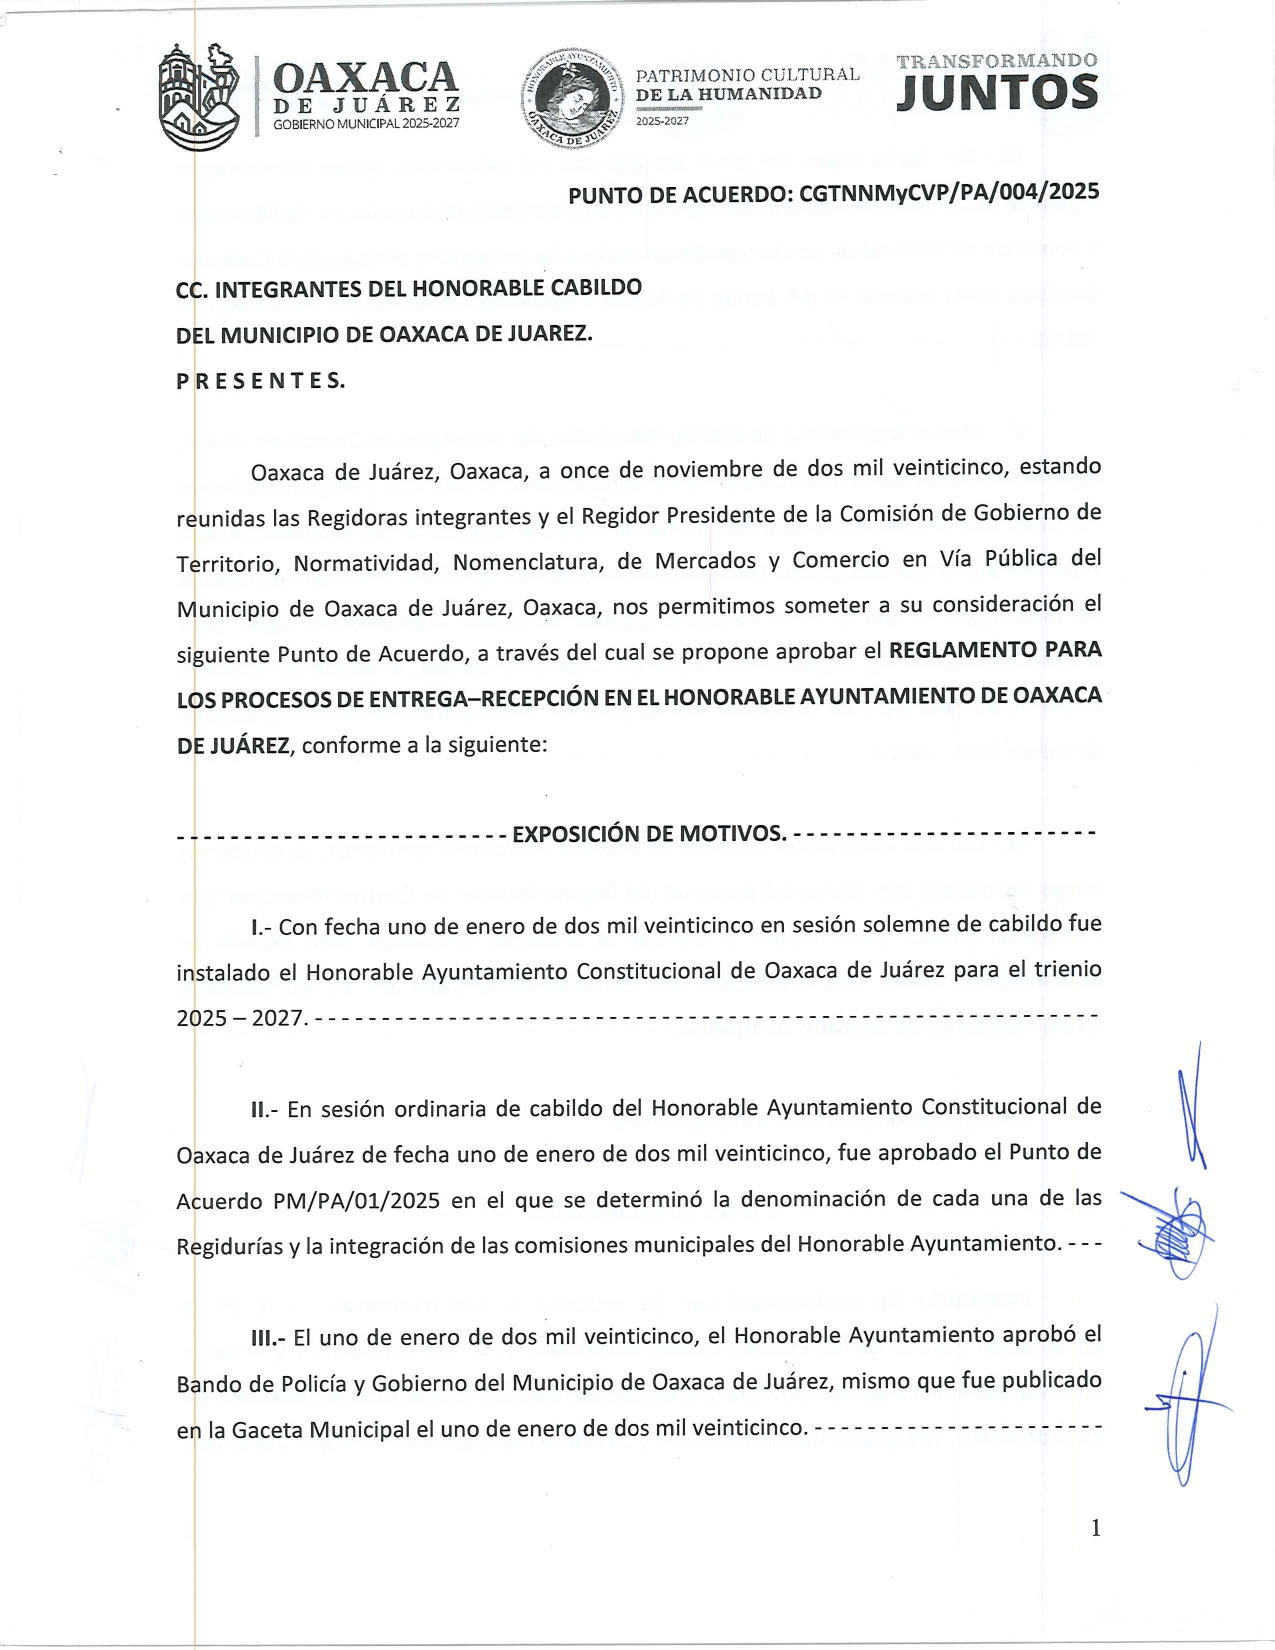 OAXACA
DE JUÁREZ
GOBIERNO MUNICIPAL 2025-2027
HONORABLE AYUNTAMIENTO
OAXACA DE JUÁREZ
PATRIMONIO CULTURAL
DE LA HUMANIDAD
2025-2027
TRANSFORMANDO
JUNTOS
PUNTO DE ACUERDO: CGTNNMyCVP/PA/004/2025
CC. INTEGRANTES DEL HONORABLE CABILDO
DEL MUNICIPIO DE OAXACA DE JUAREZ.
P R E S E N T E S.
Oaxaca de Juárez, Oaxaca, a once de noviembre de dos mil veinticinco, estando
reunidas las Regidoras integrantes y el Regidor Presidente de la Comisión de Gobierno de
Territorio, Normatividad, Nomenclatura, de Mercados y Comercio en Vía Pública del
Municipio de Oaxaca de Juárez, Oaxaca, nos permitimos someter a su consideración el
siguiente Punto de Acuerdo, a través del cual se propone aprobar el REGLAMENTO PARA
LOS PROCESOS DE ENTREGA–RECEPCIÓN EN EL HONORABLE AYUNTAMIENTO DE OAXACA
DE JUÁREZ, conforme a la siguiente:
- - - - - - - - - - - - - - - - - - - - - - - - - EXPOSICIÓN DE MOTIVOS. - - - - - - - - - - - - - - - - - - - - - - -
I.- Con fecha uno de enero de dos mil veinticinco en sesión solemne de cabildo fue
instalado el Honorable Ayuntamiento Constitucional de Oaxaca de Juárez para el trienio
2025 – 2027. - - - - - - - - - - - - - - - - - - - - - - - - - - - - - - - - - - - - - - - - - - - - - - - - - - - - - - - - - - -
II.- En sesión ordinaria de cabildo del Honorable Ayuntamiento Constitucional de
Oaxaca de Juárez de fecha uno de enero de dos mil veinticinco, fue aprobado el Punto de
Acuerdo PM/PA/01/2025 en el que se determinó la denominación de cada una de las
Regidurías y la integración de las comisiones municipales del Honorable Ayuntamiento. - - -
III.- El uno de enero de dos mil veinticinco, el Honorable Ayuntamiento aprobó el
Bando de Policía y Gobierno del Municipio de Oaxaca de Juárez, mismo que fue publicado
en la Gaceta Municipal el uno de enero de dos mil veinticinco. - - - - - - - - - - - - - - - - - - - - - -
1